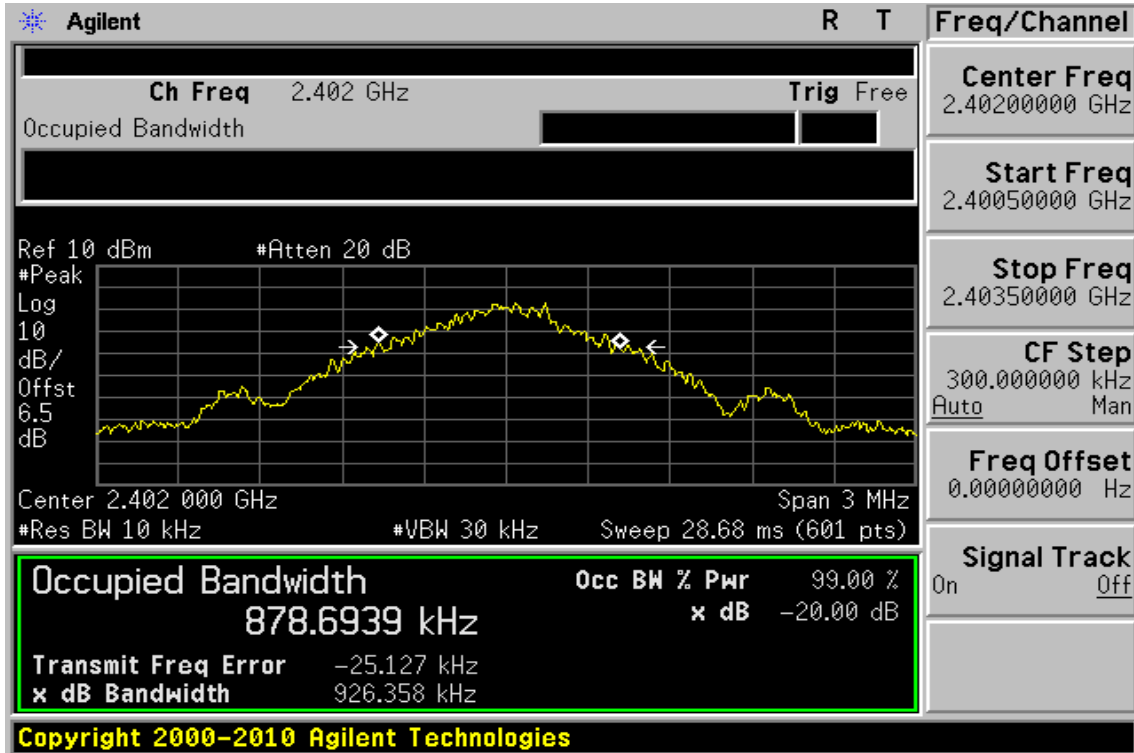 Agilent R T Freq/Channel
Ch Freq 2.402 GHz Trig Free
Occupied Bandwidth
Center Freq
2.40200000 GHz
Start Freq
2.40050000 GHz
Stop Freq
2.40350000 GHz
CF Step
300.000000 kHz
Auto Man
Freq Offset
0.00000000 Hz
Signal Track
On Off
Ref 10 dBm #Atten 20 dB
#Peak
Log
10
dB/
Offst
6.5
dB
Center 2.402 000 GHz Span 3 MHz
#Res BW 10 kHz #VBW 30 kHz Sweep 28.68 ms (601 pts)
Occupied Bandwidth Occ BW % Pwr 99.00 %
878.6939 kHz x dB -20.00 dB
Transmit Freq Error -25.127 kHz
x dB Bandwidth 926.358 kHz
Copyright 2000-2010 Agilent Technologies